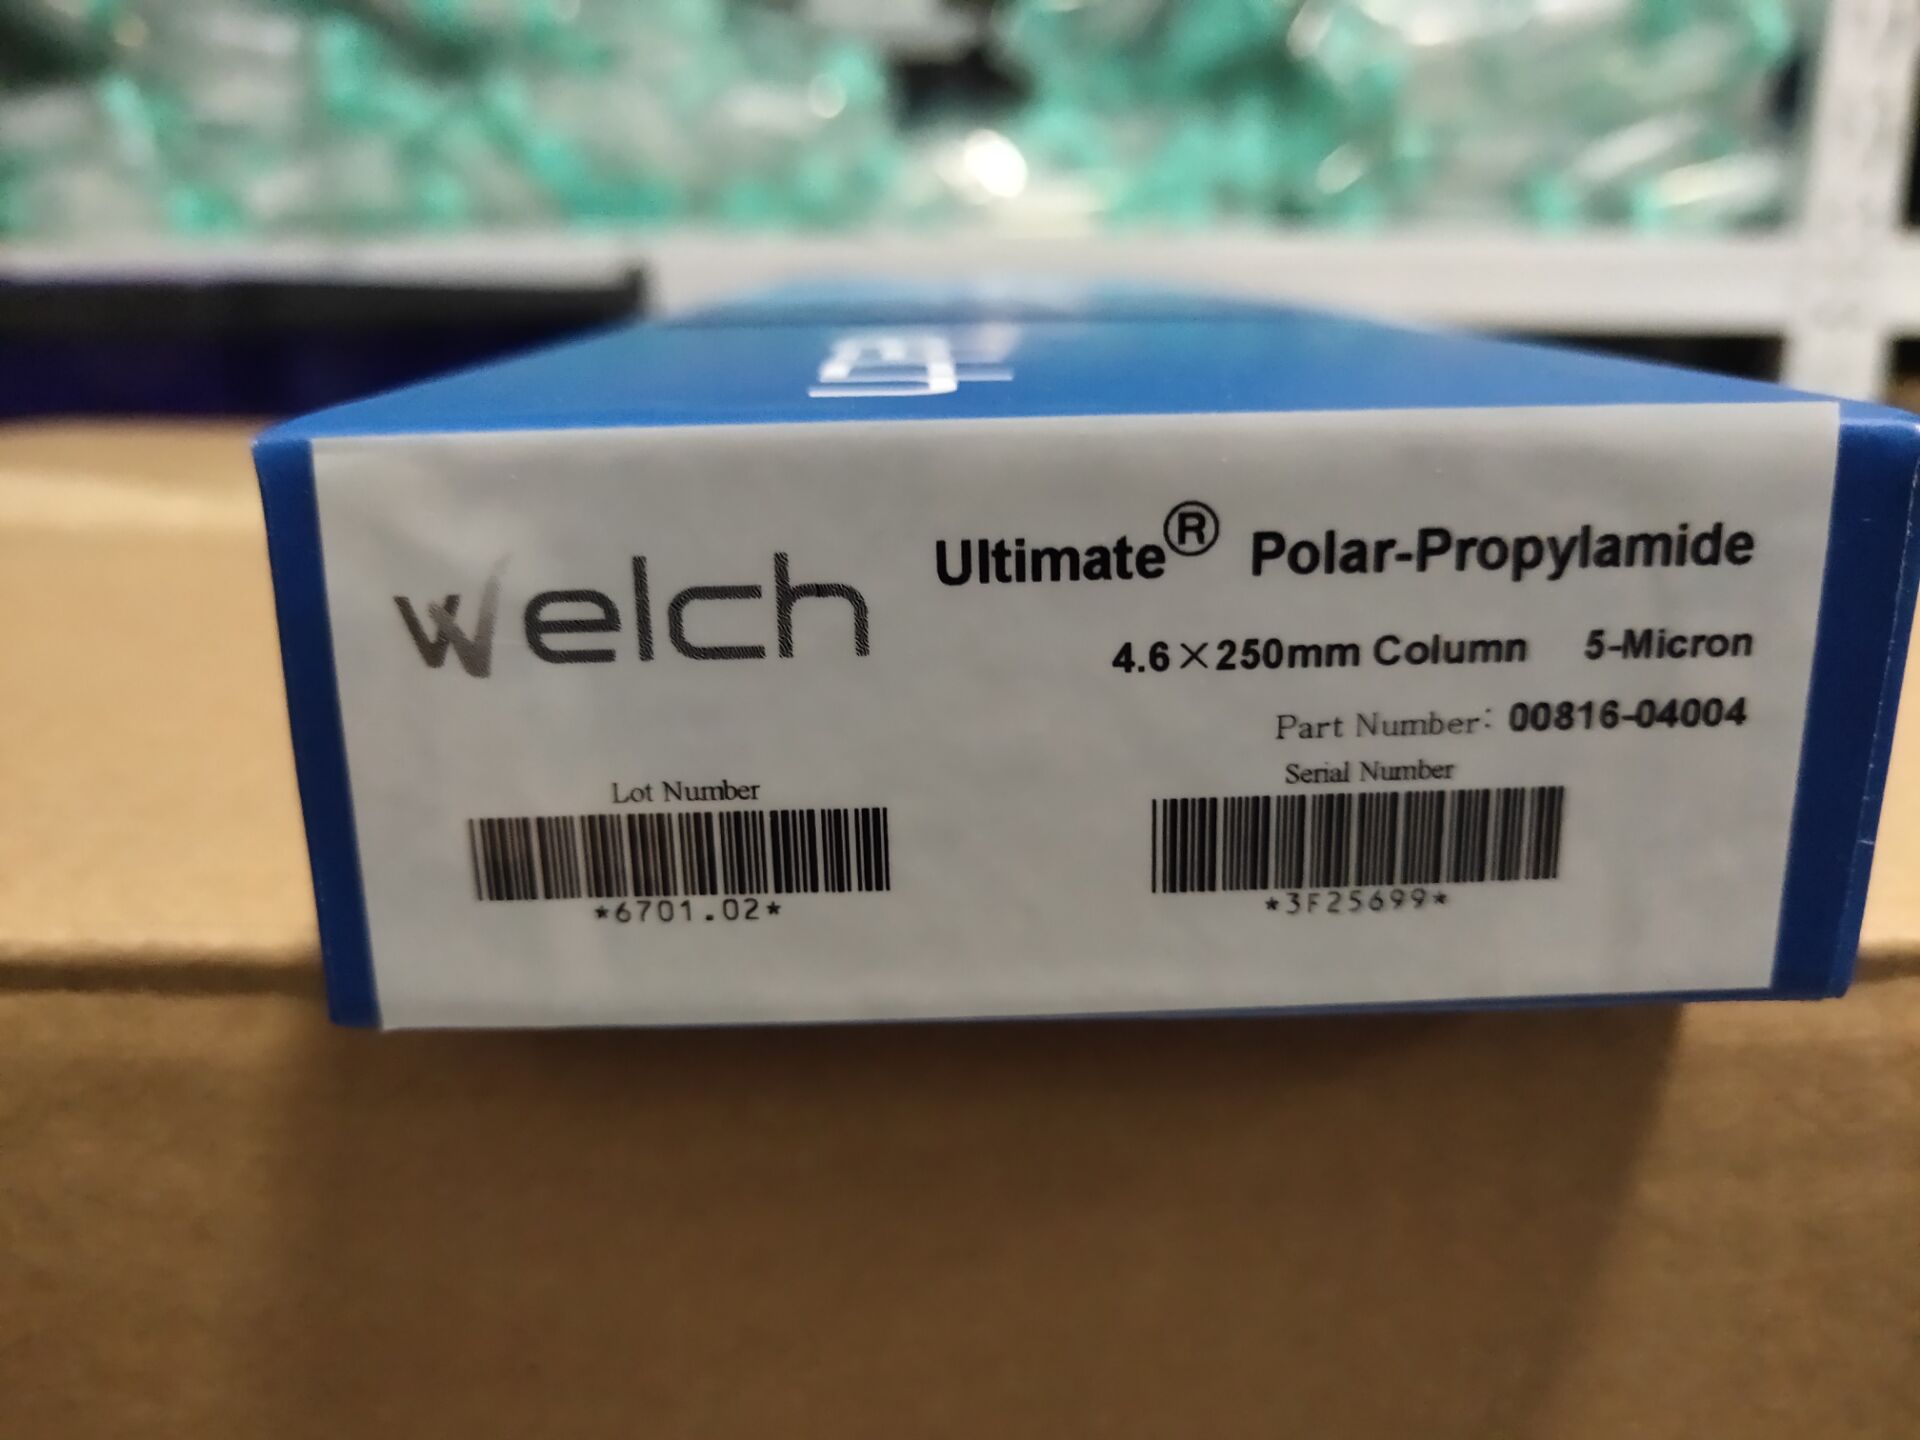 welch
Ultimate® Polar-Propylamide
4.6×250mm Column 5-Micron
Part Number: 00816-04004
Lot Number
*6701.02*
Serial Number
*3F25699*